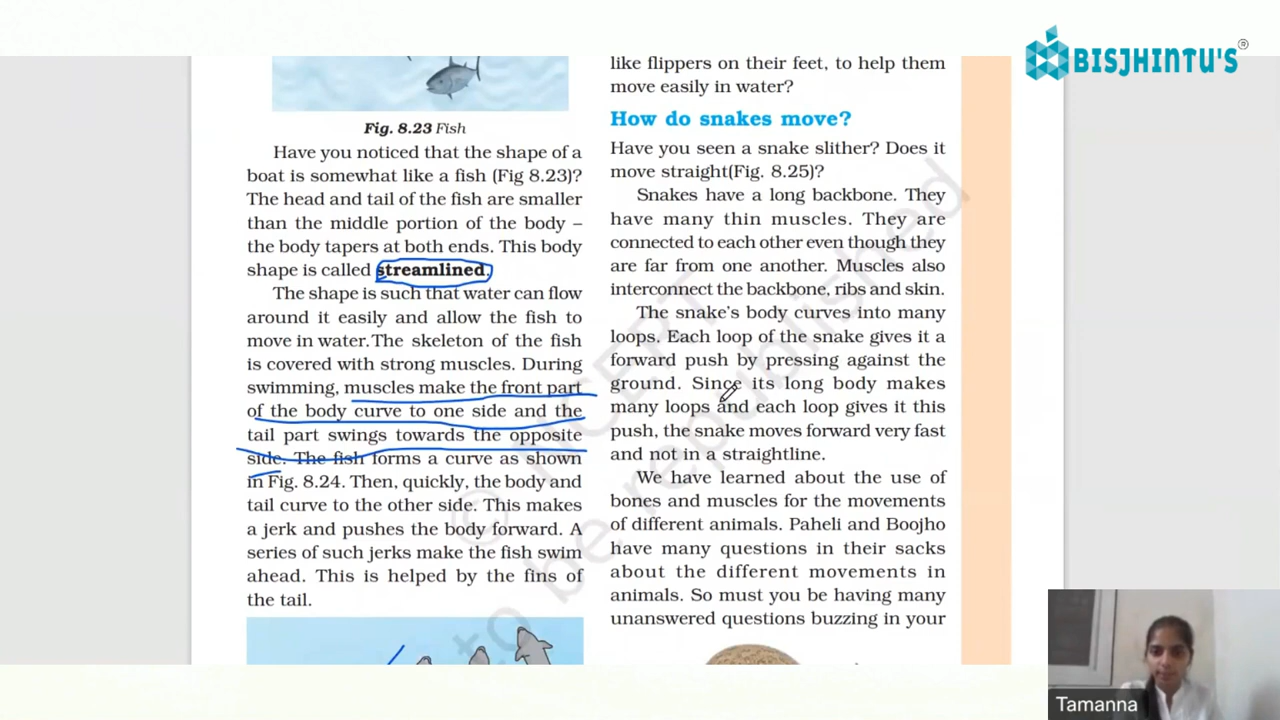 BISJHINTU'S®
Fig. 8.23 Fish
Have you noticed that the shape of a
boat is somewhat like a fish (Fig 8.23)?
The head and tail of the fish are smaller
than the middle portion of the body –
the body tapers at both ends. This body
shape is called streamlined.
The shape is such that water can flow
around it easily and allow the fish to
move in water.The skeleton of the fish
is covered with strong muscles. During
swimming, muscles make the front part
of the body curve to one side and the
tail part swings towards the opposite
side. The fish forms a curve as shown
in Fig. 8.24. Then, quickly, the body and
tail curve to the other side. This makes
a jerk and pushes the body forward. A
series of such jerks make the fish swim
ahead. This is helped by the fins of
the tail.
like flippers on their feet, to help them
move easily in water?
How do snakes move?
Have you seen a snake slither? Does it
move straight(Fig. 8.25)?
Snakes have a long backbone. They
have many thin muscles. They are
connected to each other even though they
are far from one another. Muscles also
interconnect the backbone, ribs and skin.
The snake's body curves into many
loops. Each loop of the snake gives it a
forward push by pressing against the
ground. Since its long body makes
many loops and each loop gives it this
push, the snake moves forward very fast
and not in a straightline.
We have learned about the use of
bones and muscles for the movements
of different animals. Paheli and Boojho
have many questions in their sacks
about the different movements in
animals. So must you be having many
unanswered questions buzzing in your
© NCERT
to be republished
Tamanna